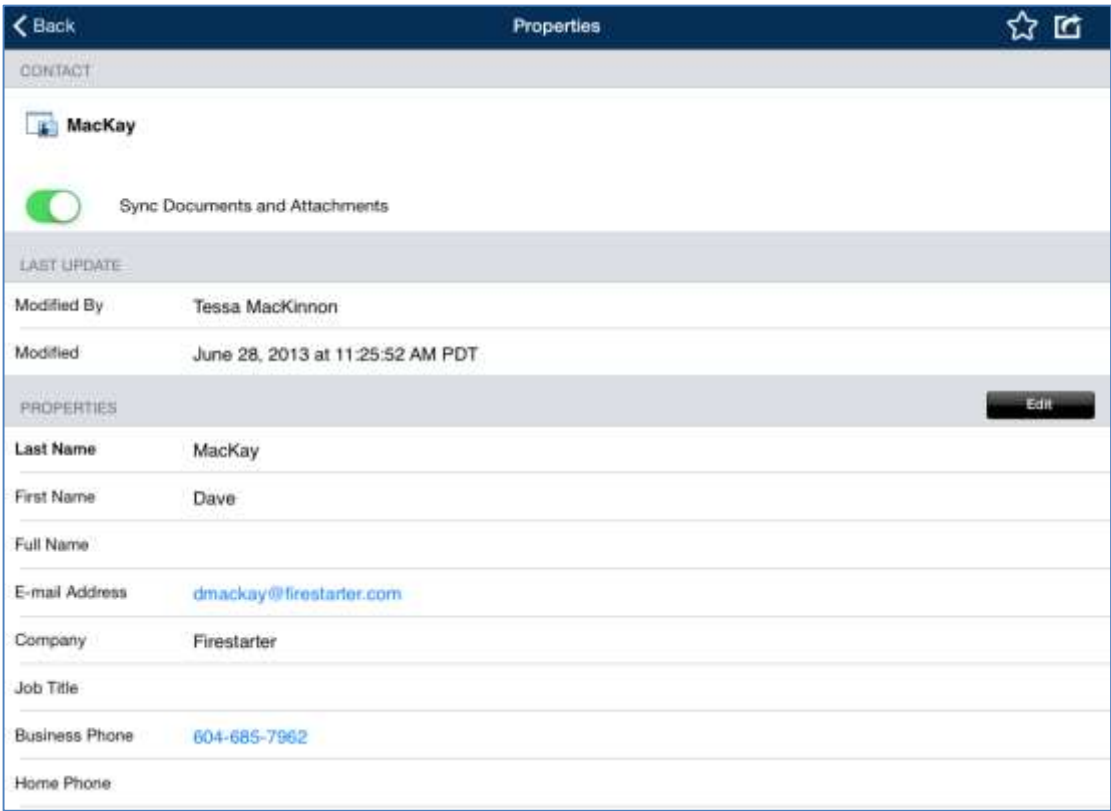 Back Properties
CONTACT
MacKay
Sync Documents and Attachments
LAST UPDATE
Modified By Tessa MacKinnon
Modified June 28, 2013 at 11:25:52 AM PDT
PROPERTIES Edit
Last Name MacKay
First Name Dave
Full Name
E-mail Address dmackay@firestarter.com
Company Firestarter
Job Title
Business Phone 604-685-7962
Home Phone